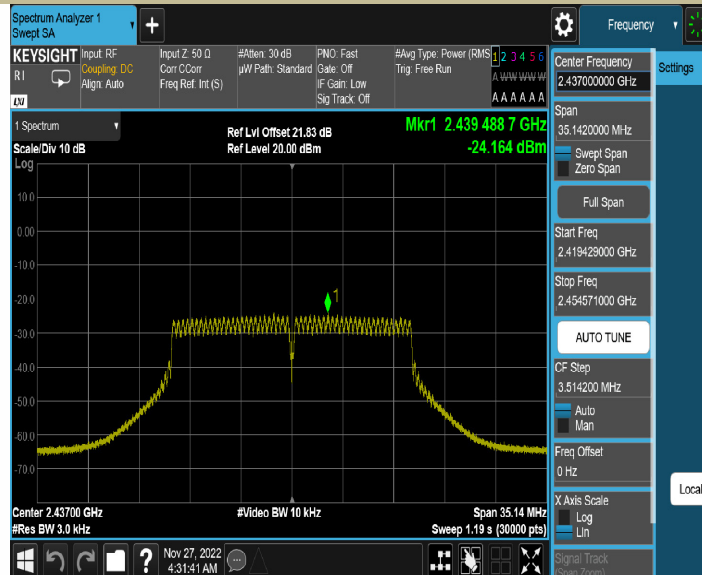 Spectrum Analyzer 1
Swept SA
Frequency
KEYSIGHT
RI
LXI
Input: RF
Coupling: DC
Align: Auto
Input Z: 50 Ω
Corr CCorr
Freq Ref: Int (S)
#Atten: 30 dB
µW Path: Standard
PNO: Fast
Gate: Off
IF Gain: Low
Sig Track: Off
#Avg Type: Power (RMS
Trig: Free Run
1 2 3 4 5 6
A W W W W W
A A A A A A
1 Spectrum
Scale/Div 10 dB
Ref Lvl Offset 21.83 dB
Ref Level 20.00 dBm
Mkr1 2.439 488 7 GHz
-24.164 dBm
Log
10.0
0.00
-10.0
-20.0
-30.0
-40.0
-50.0
-60.0
-70.0
1
Center 2.43700 GHz
#Res BW 3.0 kHz
#Video BW 10 kHz
Span 35.14 MHz
Sweep 1.19 s (30000 pts)
Nov 27, 2022
4:31:41 AM
Center Frequency
2.437000000 GHz
Span
35.1420000 MHz
Swept Span
Zero Span
Full Span
Start Freq
2.419429000 GHz
Stop Freq
2.454571000 GHz
AUTO TUNE
CF Step
3.514200 MHz
Auto
Man
Freq Offset
0 Hz
X Axis Scale
Log
Lin
Signal Track
(Span Zoom)
Settings
Local